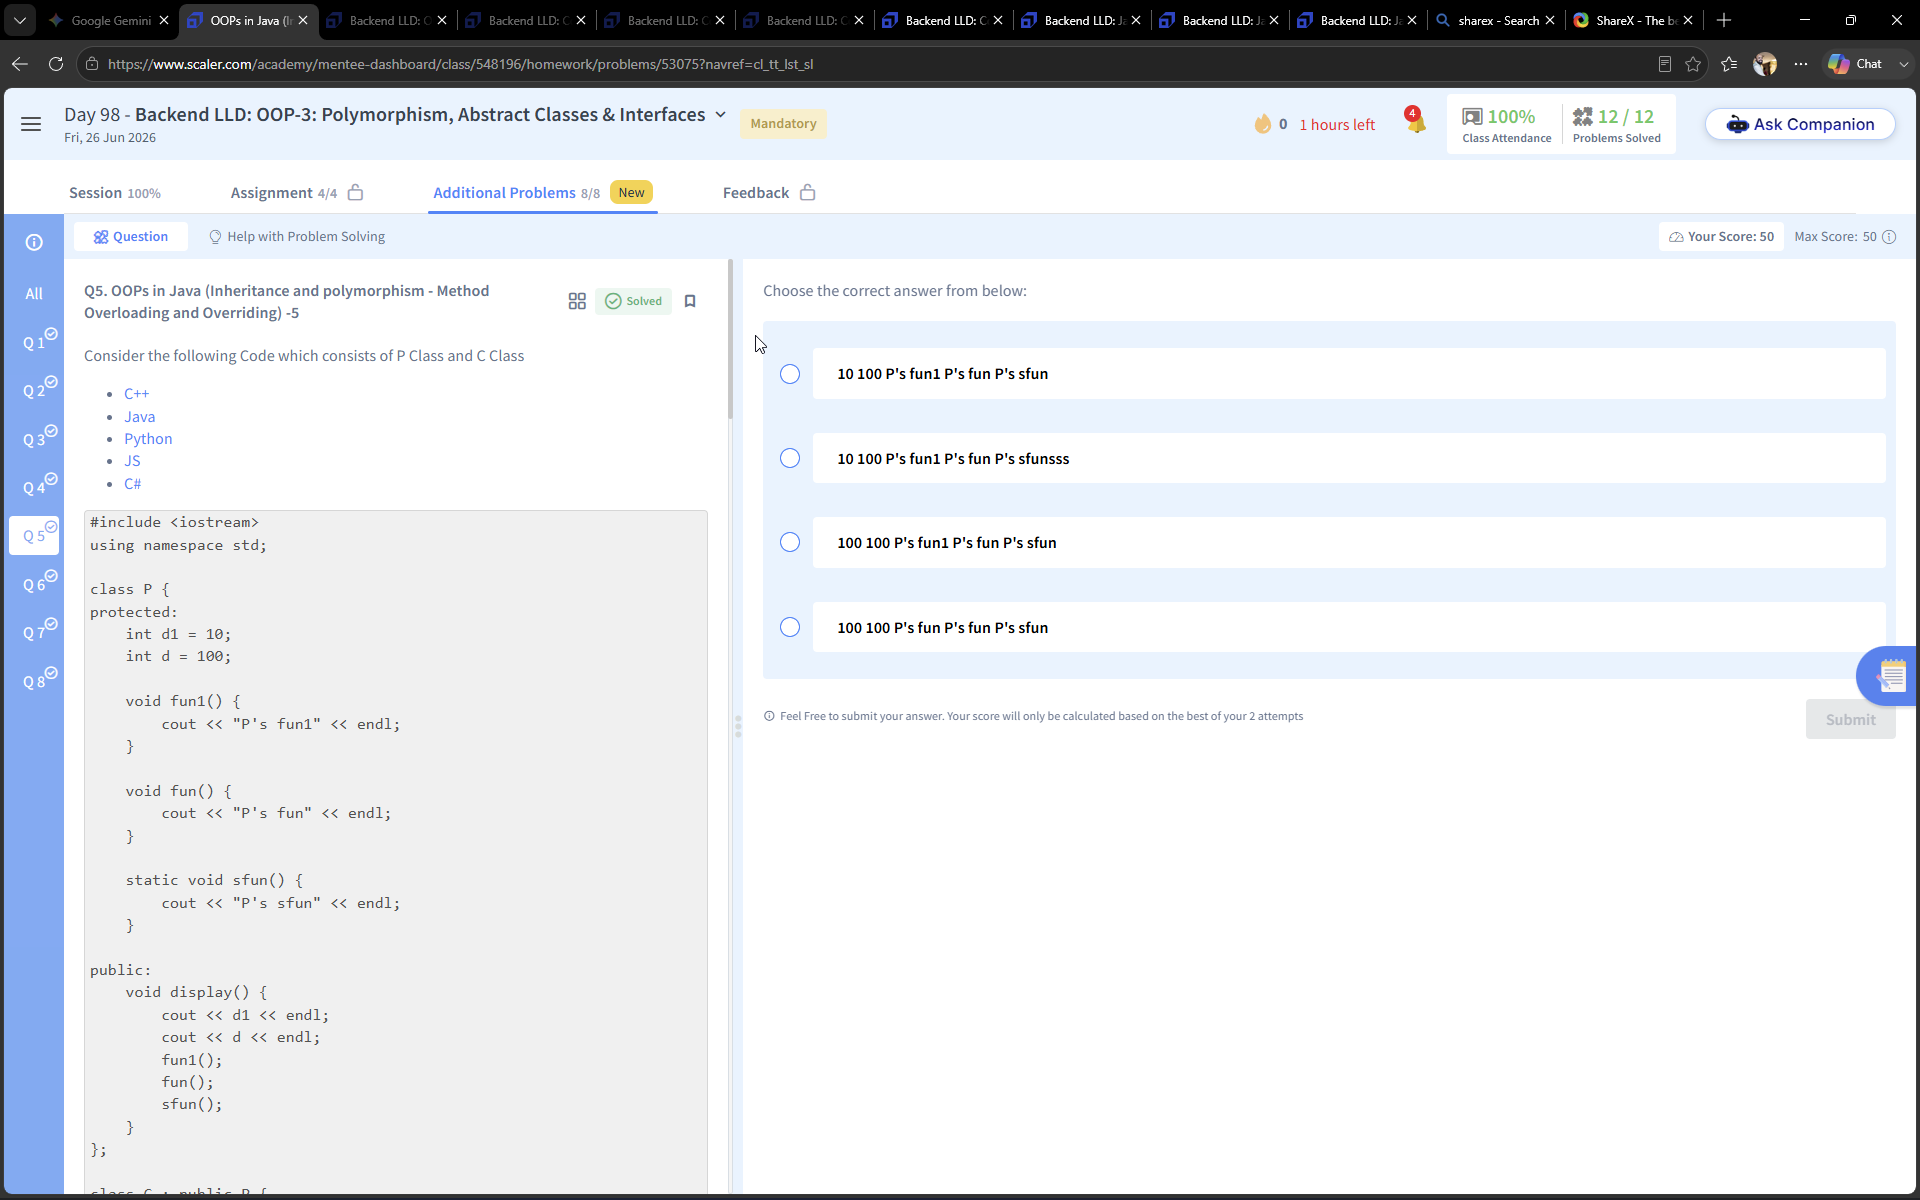 Google Gemini
OOPs in Java (Ir
Backend LLD: O
Backend LLD: C
Backend LLD: C
Backend LLD: C
Backend LLD: C
Backend LLD: Ja
Backend LLD: Ja
Backend LLD: Ja
sharex - Search
ShareX - The be
https://www.scaler.com/academy/mentee-dashboard/class/548196/homework/problems/53075?navref=cl_tt_lst_sl
Chat
Day 98 - Backend LLD: OOP-3: Polymorphism, Abstract Classes & Interfaces
Fri, 26 Jun 2026
Mandatory
0
1 hours left
4
100%
Class Attendance
12 / 12
Problems Solved
Ask Companion
Session 100%
Assignment 4/4
Additional Problems 8/8
New
Feedback
Question
Help with Problem Solving
Your Score: 50
Max Score: 50
All
Q1
Q2
Q3
Q4
Q5
Q6
Q7
Q8
Q5. OOPs in Java (Inheritance and polymorphism - Method
Overloading and Overriding) -5
Solved
Consider the following Code which consists of P Class and C Class
C++
Java
Python
JS
C#
#include <iostream>
using namespace std;
class P {
protected:
int d1 = 10;
int d = 100;
void fun1() {
cout << "P's fun1" << endl;
}
void fun() {
cout << "P's fun" << endl;
}
static void sfun() {
cout << "P's sfun" << endl;
}
public:
void display() {
cout << d1 << endl;
cout << d << endl;
fun1();
fun();
sfun();
}
};
class C : public P {
Choose the correct answer from below:
10 100 P's fun1 P's fun P's sfun
10 100 P's fun1 P's fun P's sfunsss
100 100 P's fun1 P's fun P's sfun
100 100 P's fun P's fun P's sfun
Feel Free to submit your answer. Your score will only be calculated based on the best of your 2 attempts
Submit